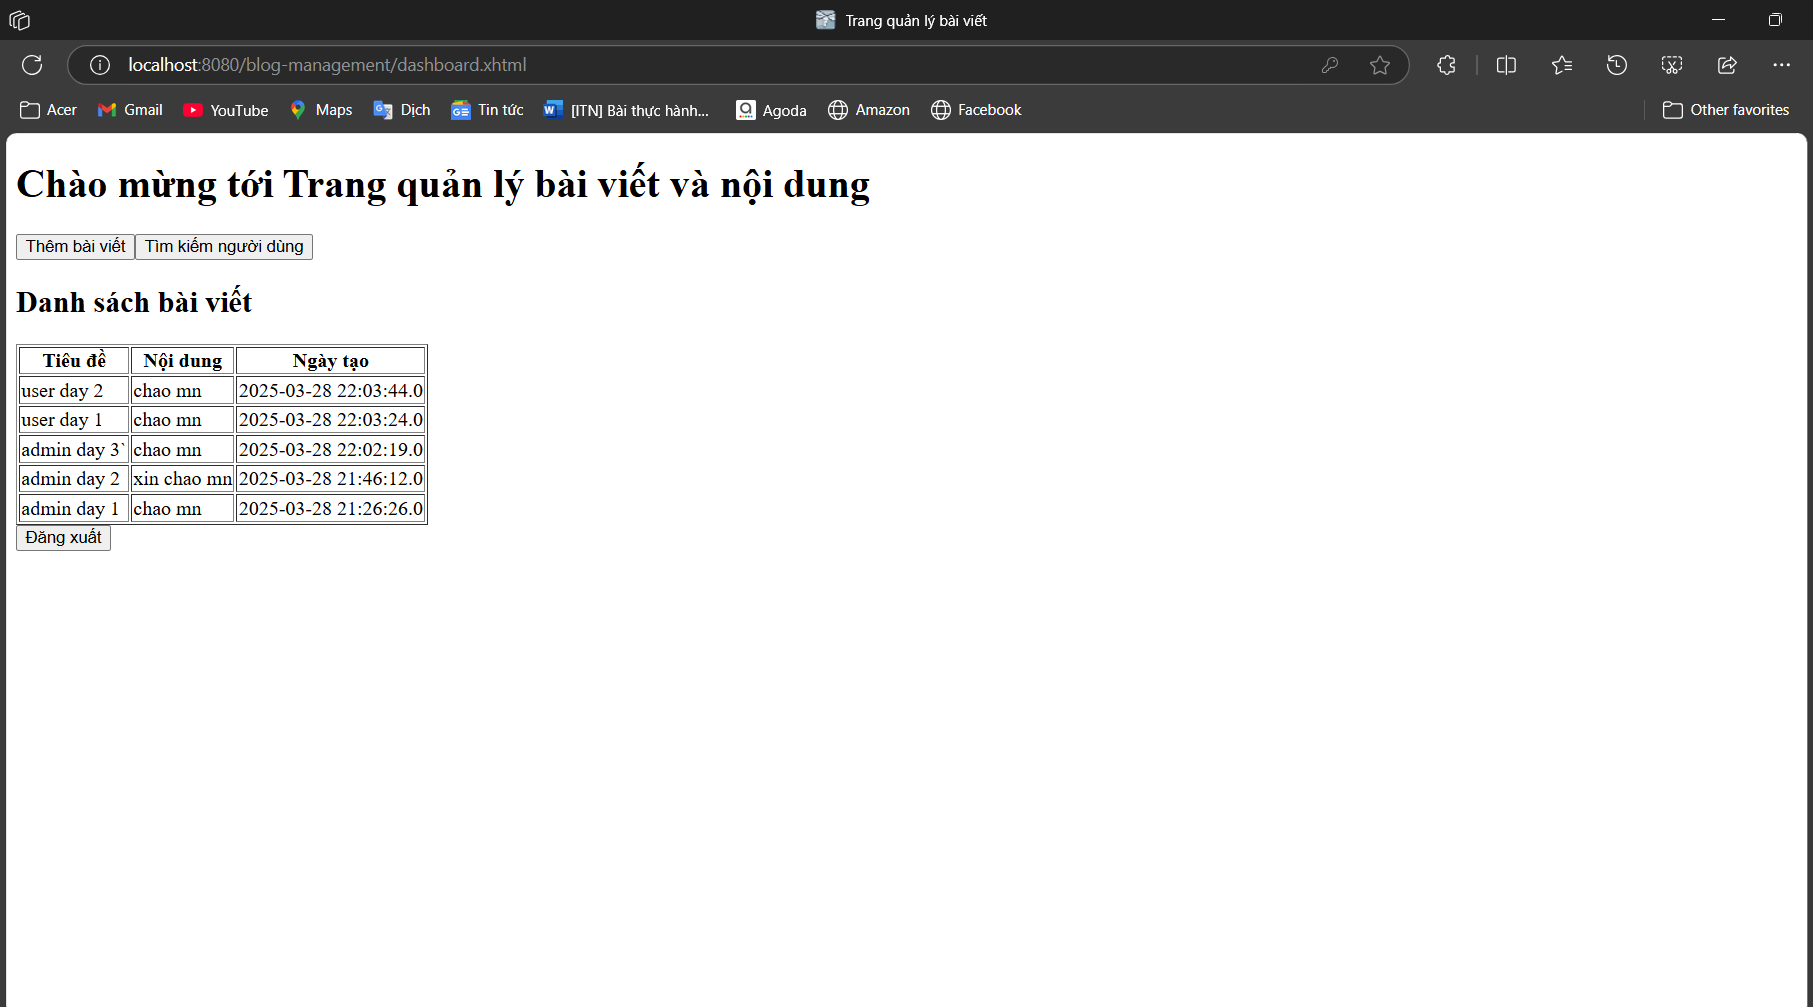 Trang quản lý bài viết
localhost:8080/blog-management/dashboard.xhtml
Acer Gmail YouTube Maps Dịch Tin tức [ITN] Bài thực hành... Agoda Amazon Facebook Other favorites
Chào mừng tới Trang quản lý bài viết và nội dung
Thêm bài viết Tìm kiếm người dùng
Danh sách bài viết
Tiêu đề Nội dung Ngày tạo
user day 2 chao mn 2025-03-28 22:03:44.0
user day 1 chao mn 2025-03-28 22:03:24.0
admin day 3` chao mn 2025-03-28 22:02:19.0
admin day 2 xin chao mn 2025-03-28 21:46:12.0
admin day 1 chao mn 2025-03-28 21:26:26.0
Đăng xuất